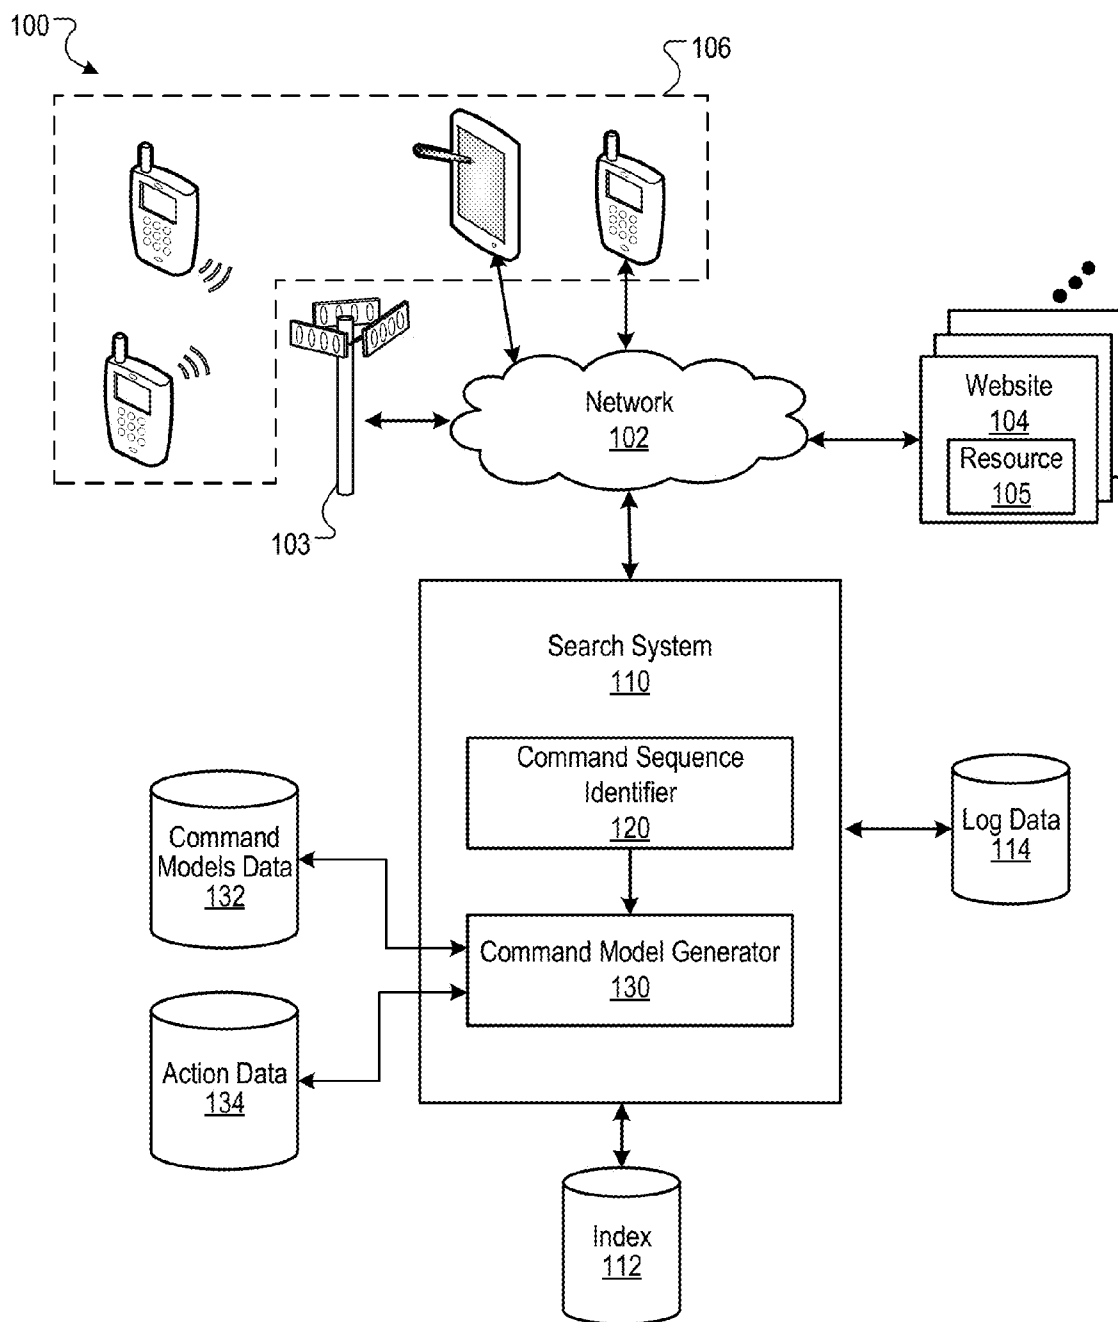 100
106
Network
102
Website
104
Resource
105
103
Search System
110
Command Sequence
Identifier
120
Command
Models Data
132
Log Data
114
Command Model Generator
130
Action Data
134
Index
112